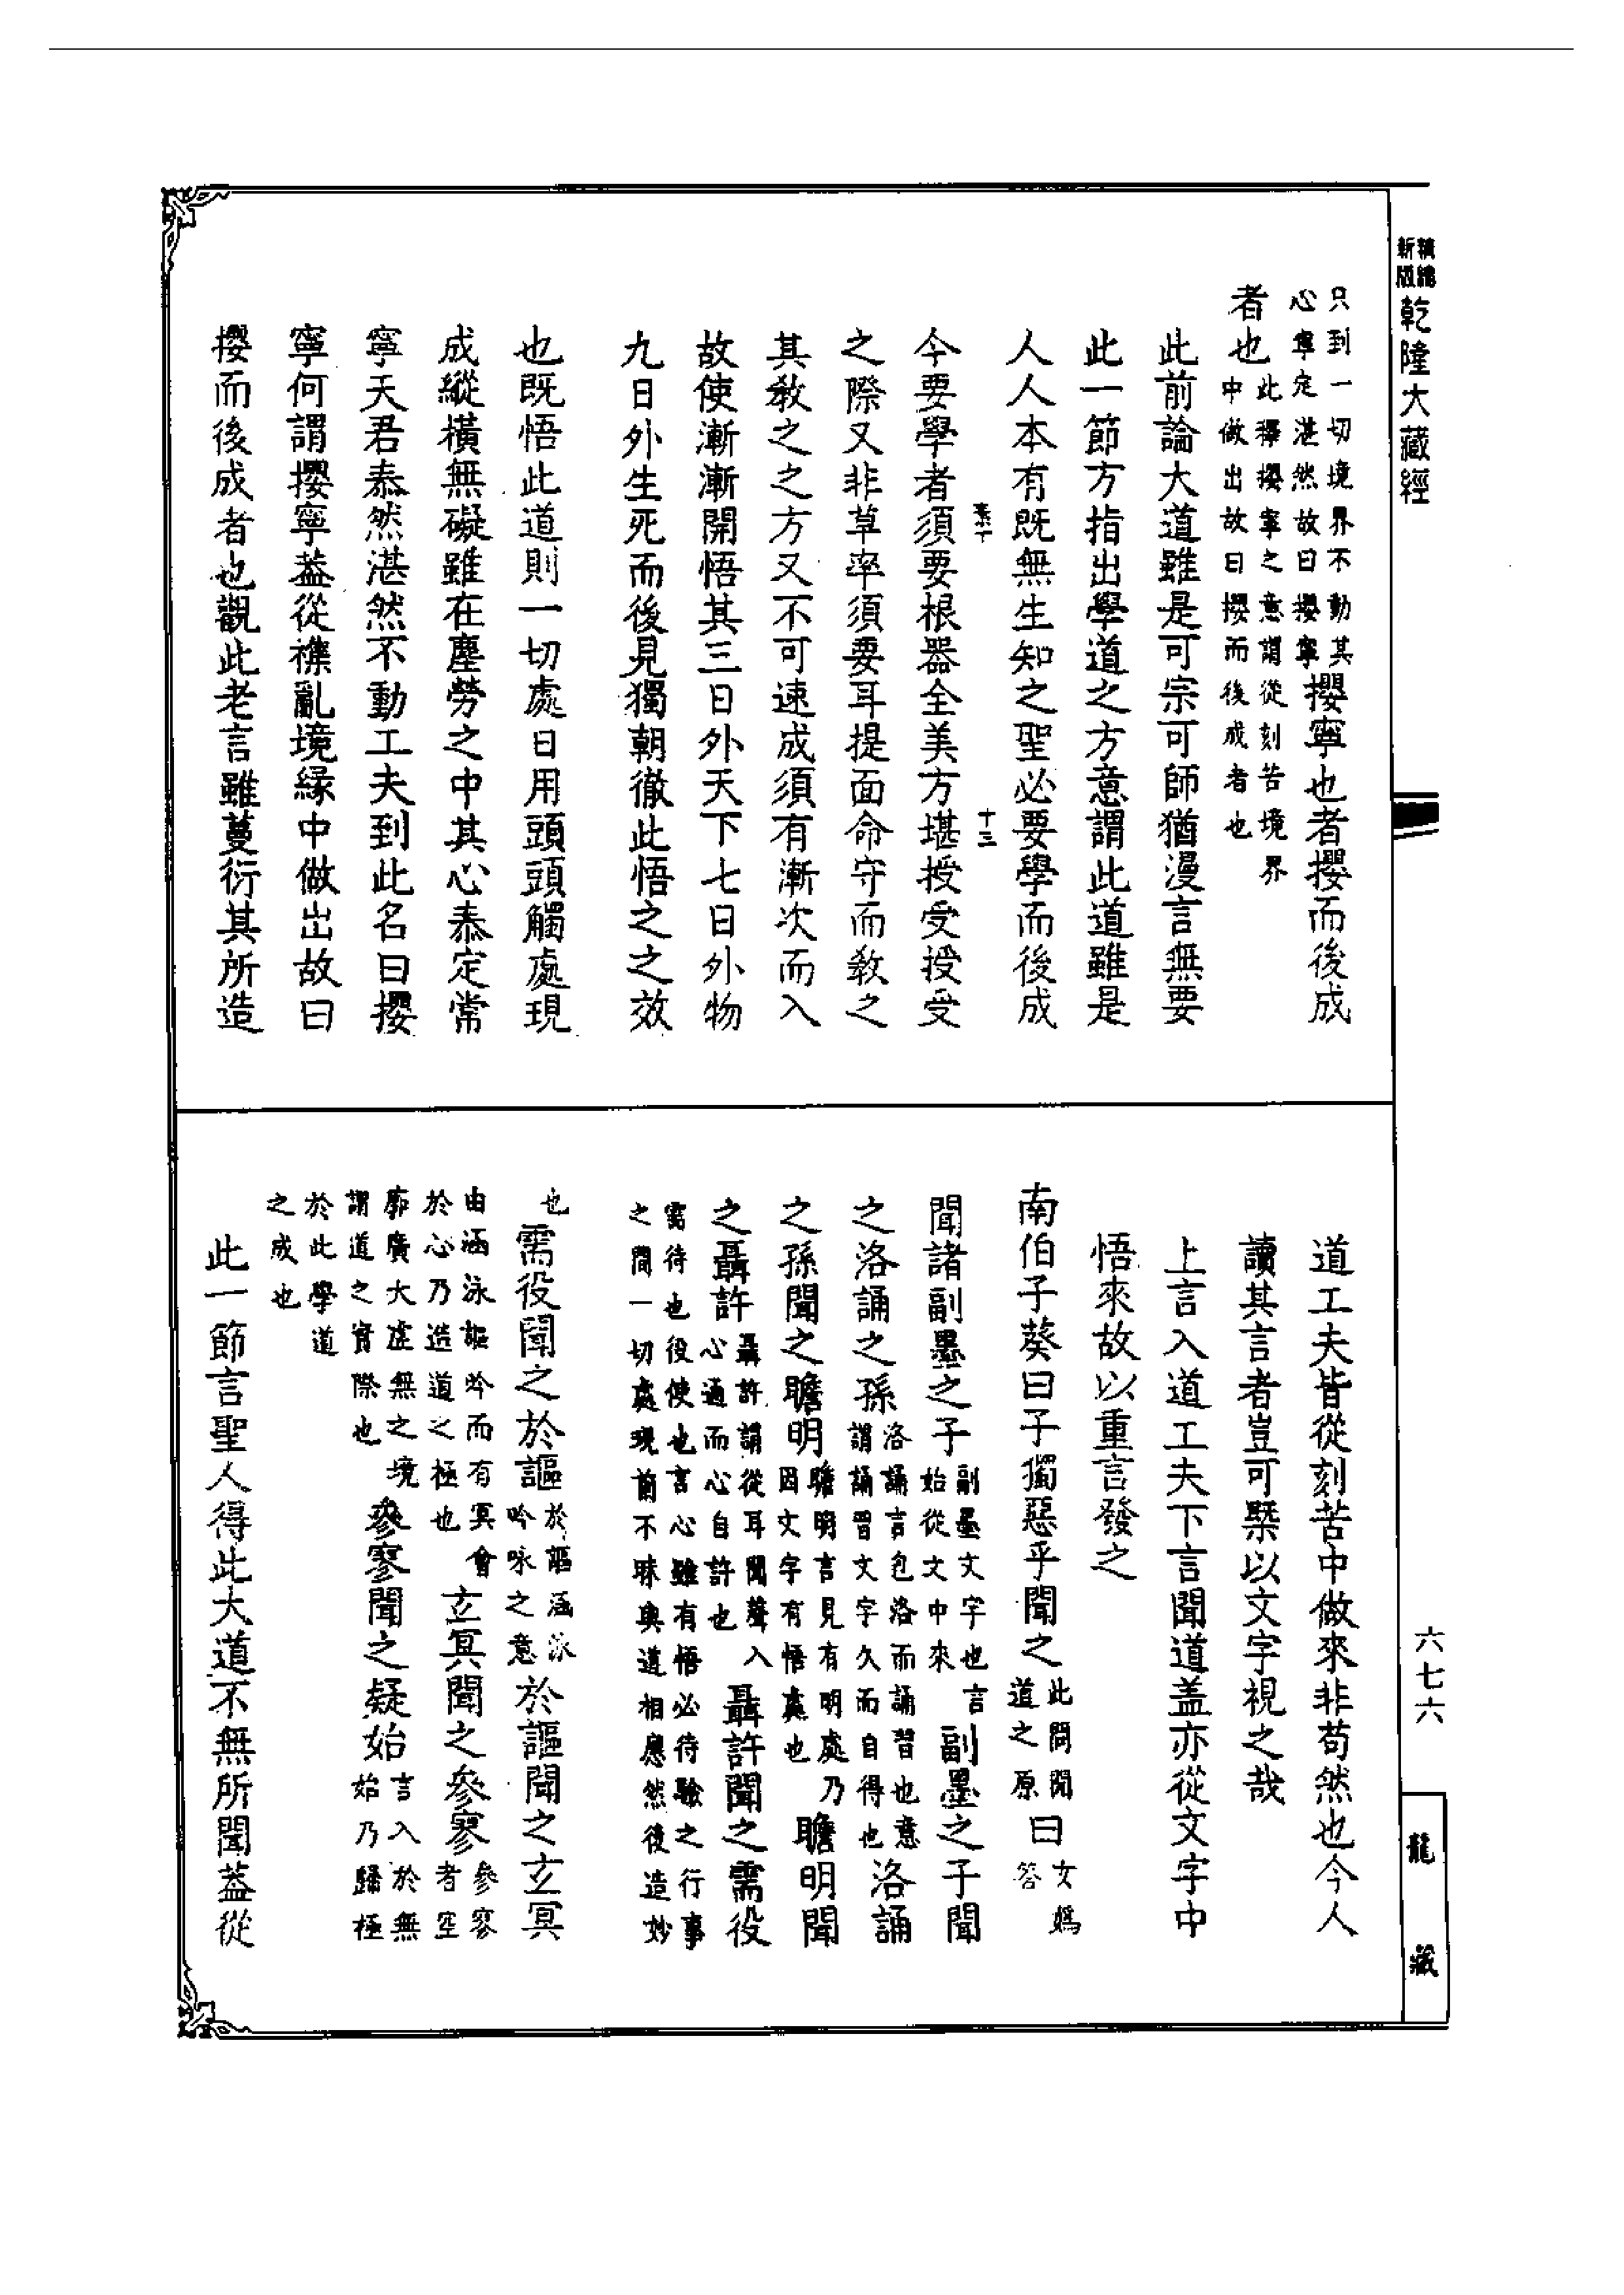 精編新版乾隆大藏經
只到一切境界不動其
心寧定湛然故曰攖寧
攖寧也者攖而後成
者也
此釋攖寧之意謂從刻苦境界
中做出故曰攖而後成者也
此前論大道雖是可宗可師猶漫言無要
此一節方指出學道之方意謂此道雖是
人人本有既無生知之聖必要學而後成
十三
今要學者須要根器全美方堪授受授受
之際又非草率須要耳提面命守而教之
其教之之方又不可速成須有漸次而入
故使漸漸開悟其三日外天下七日外物
九日外生死而後見獨朝徹此悟之之效
也既悟此道則一切處日用頭頭觸處現
成縱橫無礙雖在塵勞之中其心泰定常
寧天君泰然湛然不動工夫到此名曰攖
寧何謂攖寧葢從襍亂境緣中做出故曰
攖而後成者也觀此老言雖蔓衍其所造
道工夫皆從刻苦中做來非苟然也今人
讀其言者豈可槩以文字視之哉
上言入道工夫下言聞道盖亦從文字中
悟來故以重言發之
南伯子葵曰子獨惡乎聞之
此問聞
道之原
曰
女媯
答
聞諸副墨之子
副墨文字也言
始從文中來
副墨之子聞
之洛誦之孫
洛誦言包洛而誦習也意
謂誦習文字久而自得也
洛誦
之孫聞之瞻明
瞻明言見有明處乃
因文字有悟處也
瞻明聞
之聶許
聶許謂從耳聞聲入
心通而心自許也
聶許聞之需役
需待也役使也言心雖有悟必待驗之行事
之間一切處現前不昧與道相應然後造妙
也
需役聞之於謳
於謳涵泳
吟咏之意
於謳聞之玄冥
由涵泳謳吟而有冥會
於心乃造道之極也
玄冥聞之參寥
參寥
者空
廓廣大虛無之境
謂道之實際也
參寥聞之疑始
言入於無
始乃歸極
於此學道
之成也
此一節言聖人得此大道不無所聞葢從
六七六
龍藏